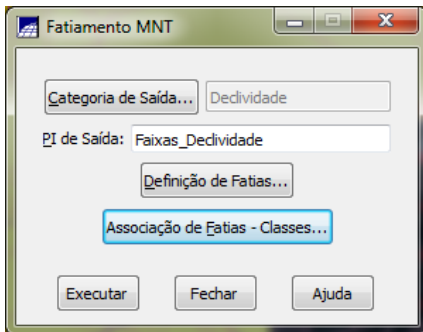 Fatiamento MNT
Categoria de Saída... Declividade
PI de Saída: Faixas_Declividade
Definição de Fatias...
Associação de Fatias - Classes...
Executar Fechar Ajuda